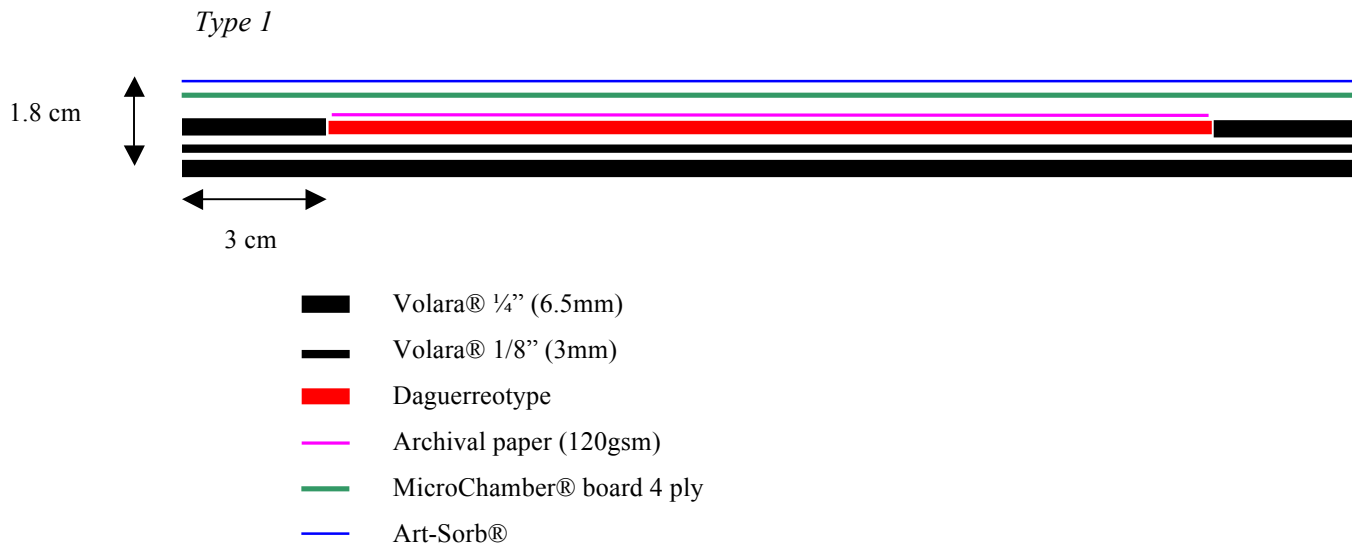 Type 1
1.8 cm
3 cm
Volara® ¼” (6.5mm)
Volara® 1/8” (3mm)
Daguerreotype
Archival paper (120gsm)
MicroChamber® board 4 ply
Art-Sorb®